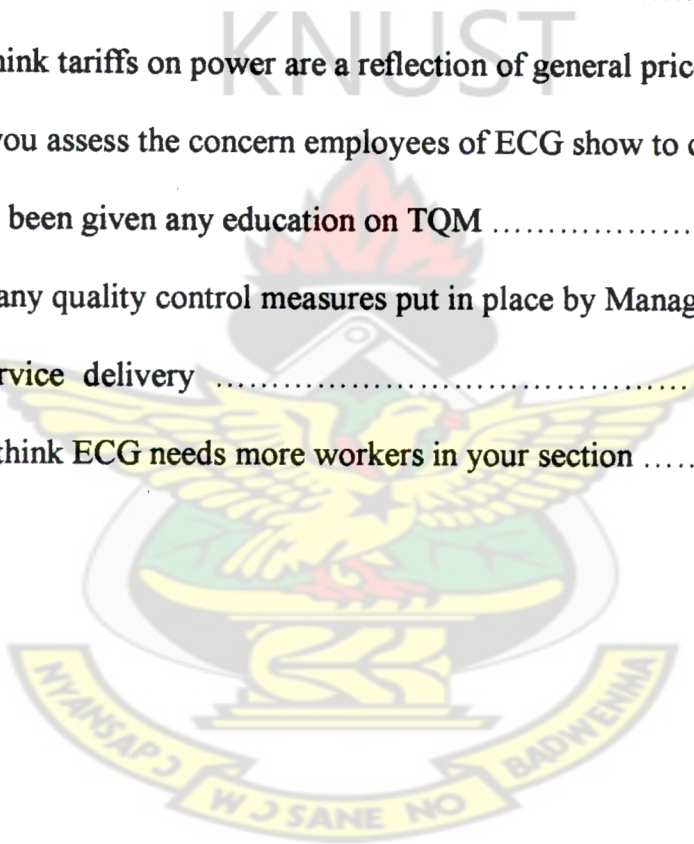 KNUST
hink tariffs on power are a reflection of general pric
you assess the concern employees of ECG show to
been given any education on TQM ..................
any quality control measures put in place by Manag
rvice delivery ..........................................
think ECG needs more workers in your section .....
NYANSAPƆ
WƆSANE NO
BADWENMA